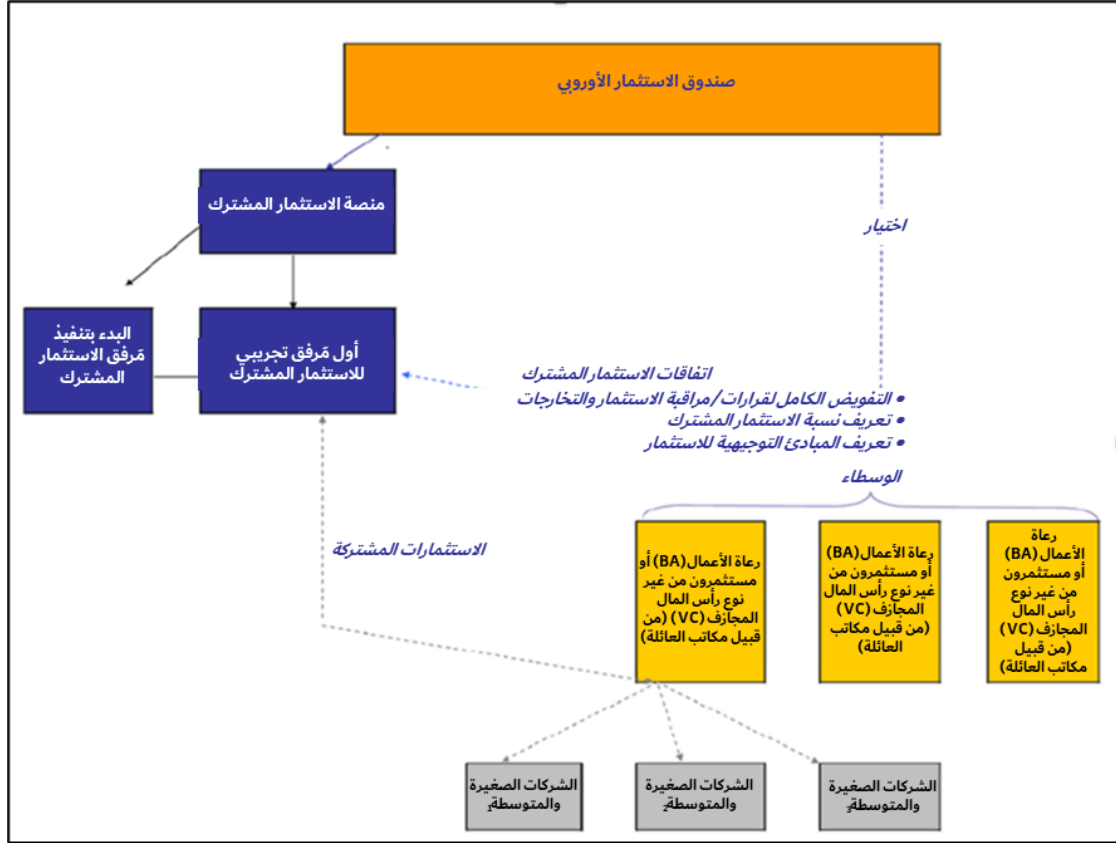 صندوق الاستثمار الأوروبي
منصة الاستثمار المشترك
اختيار
البدء بتنفيذ
مَرفق الاستثمار
المشترك
أول مَرفق تجريبي
للاستثمار المشترك
اتفاقات الاستثمار المشترك
• التفويض الكامل لقرارات/مراقبة الاستثمار والتخارجات
• تعريف نسبة الاستثمار المشترك
• تعريف المبادئ التوجيهية للاستثمار
الوسطاء
الاستثمارات المشتركة
رعاة
الأعمال (BA)
أو مستثمرون
من غير نوع
رأس المال
المجازف (VC)
(من قبيل
مكاتب العائلة)
رعاة الأعمال (BA)
أو مستثمرون من
غير نوع رأس المال
المجازف (VC)
(من قبيل مكاتب
العائلة)
رعاة الأعمال (BA) أو
مستثمرون من غير
نوع رأس المال
المجازف (VC) (من
قبيل مكاتب العائلة)
الشركات الصغيرة
والمتوسطة3
الشركات الصغيرة
والمتوسطة2
الشركات الصغيرة
والمتوسطة1